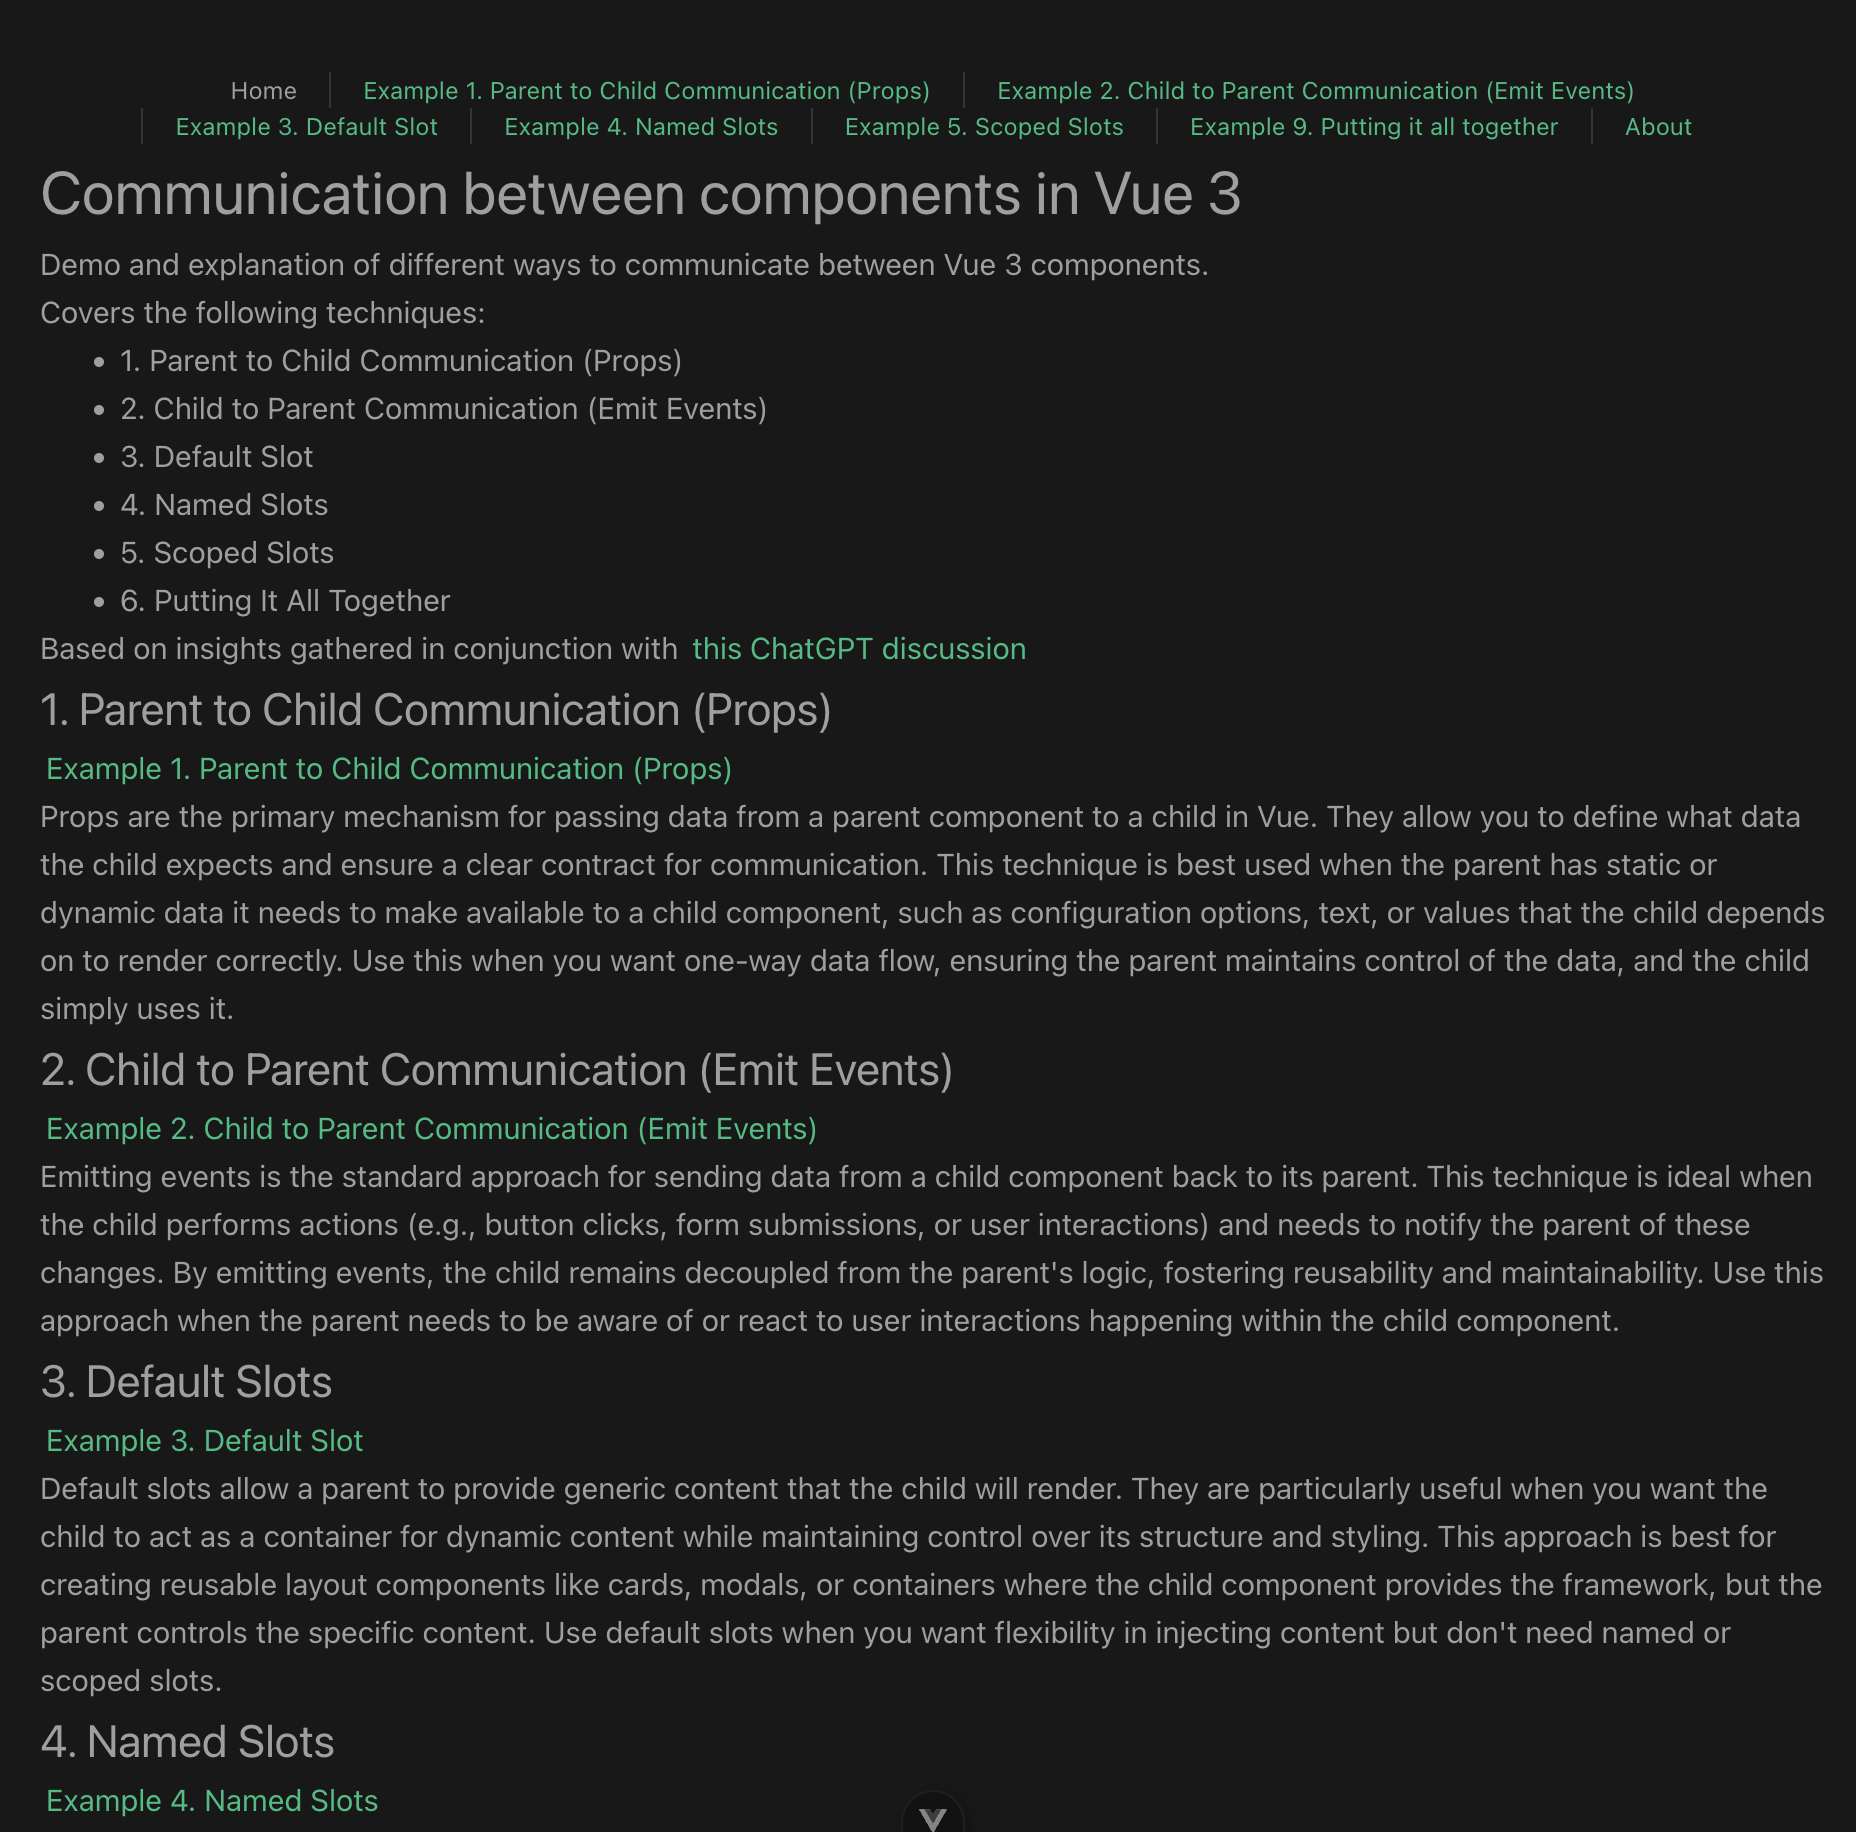 Home Example 1. Parent to Child Communication (Props) Example 2. Child to Parent Communication (Emit Events)
Example 3. Default Slot Example 4. Named Slots Example 5. Scoped Slots Example 9. Putting it all together About
Communication between components in Vue 3
Demo and explanation of different ways to communicate between Vue 3 components.
Covers the following techniques:
• 1. Parent to Child Communication (Props)
• 2. Child to Parent Communication (Emit Events)
• 3. Default Slot
• 4. Named Slots
• 5. Scoped Slots
• 6. Putting It All Together
Based on insights gathered in conjunction with this ChatGPT discussion
1. Parent to Child Communication (Props)
Example 1. Parent to Child Communication (Props)
Props are the primary mechanism for passing data from a parent component to a child in Vue. They allow you to define what data
the child expects and ensure a clear contract for communication. This technique is best used when the parent has static or
dynamic data it needs to make available to a child component, such as configuration options, text, or values that the child depends
on to render correctly. Use this when you want one-way data flow, ensuring the parent maintains control of the data, and the child
simply uses it.
2. Child to Parent Communication (Emit Events)
Example 2. Child to Parent Communication (Emit Events)
Emitting events is the standard approach for sending data from a child component back to its parent. This technique is ideal when
the child performs actions (e.g., button clicks, form submissions, or user interactions) and needs to notify the parent of these
changes. By emitting events, the child remains decoupled from the parent's logic, fostering reusability and maintainability. Use this
approach when the parent needs to be aware of or react to user interactions happening within the child component.
3. Default Slots
Example 3. Default Slot
Default slots allow a parent to provide generic content that the child will render. They are particularly useful when you want the
child to act as a container for dynamic content while maintaining control over its structure and styling. This approach is best for
creating reusable layout components like cards, modals, or containers where the child component provides the framework, but the
parent controls the specific content. Use default slots when you want flexibility in injecting content but don't need named or
scoped slots.
4. Named Slots
Example 4. Named Slots